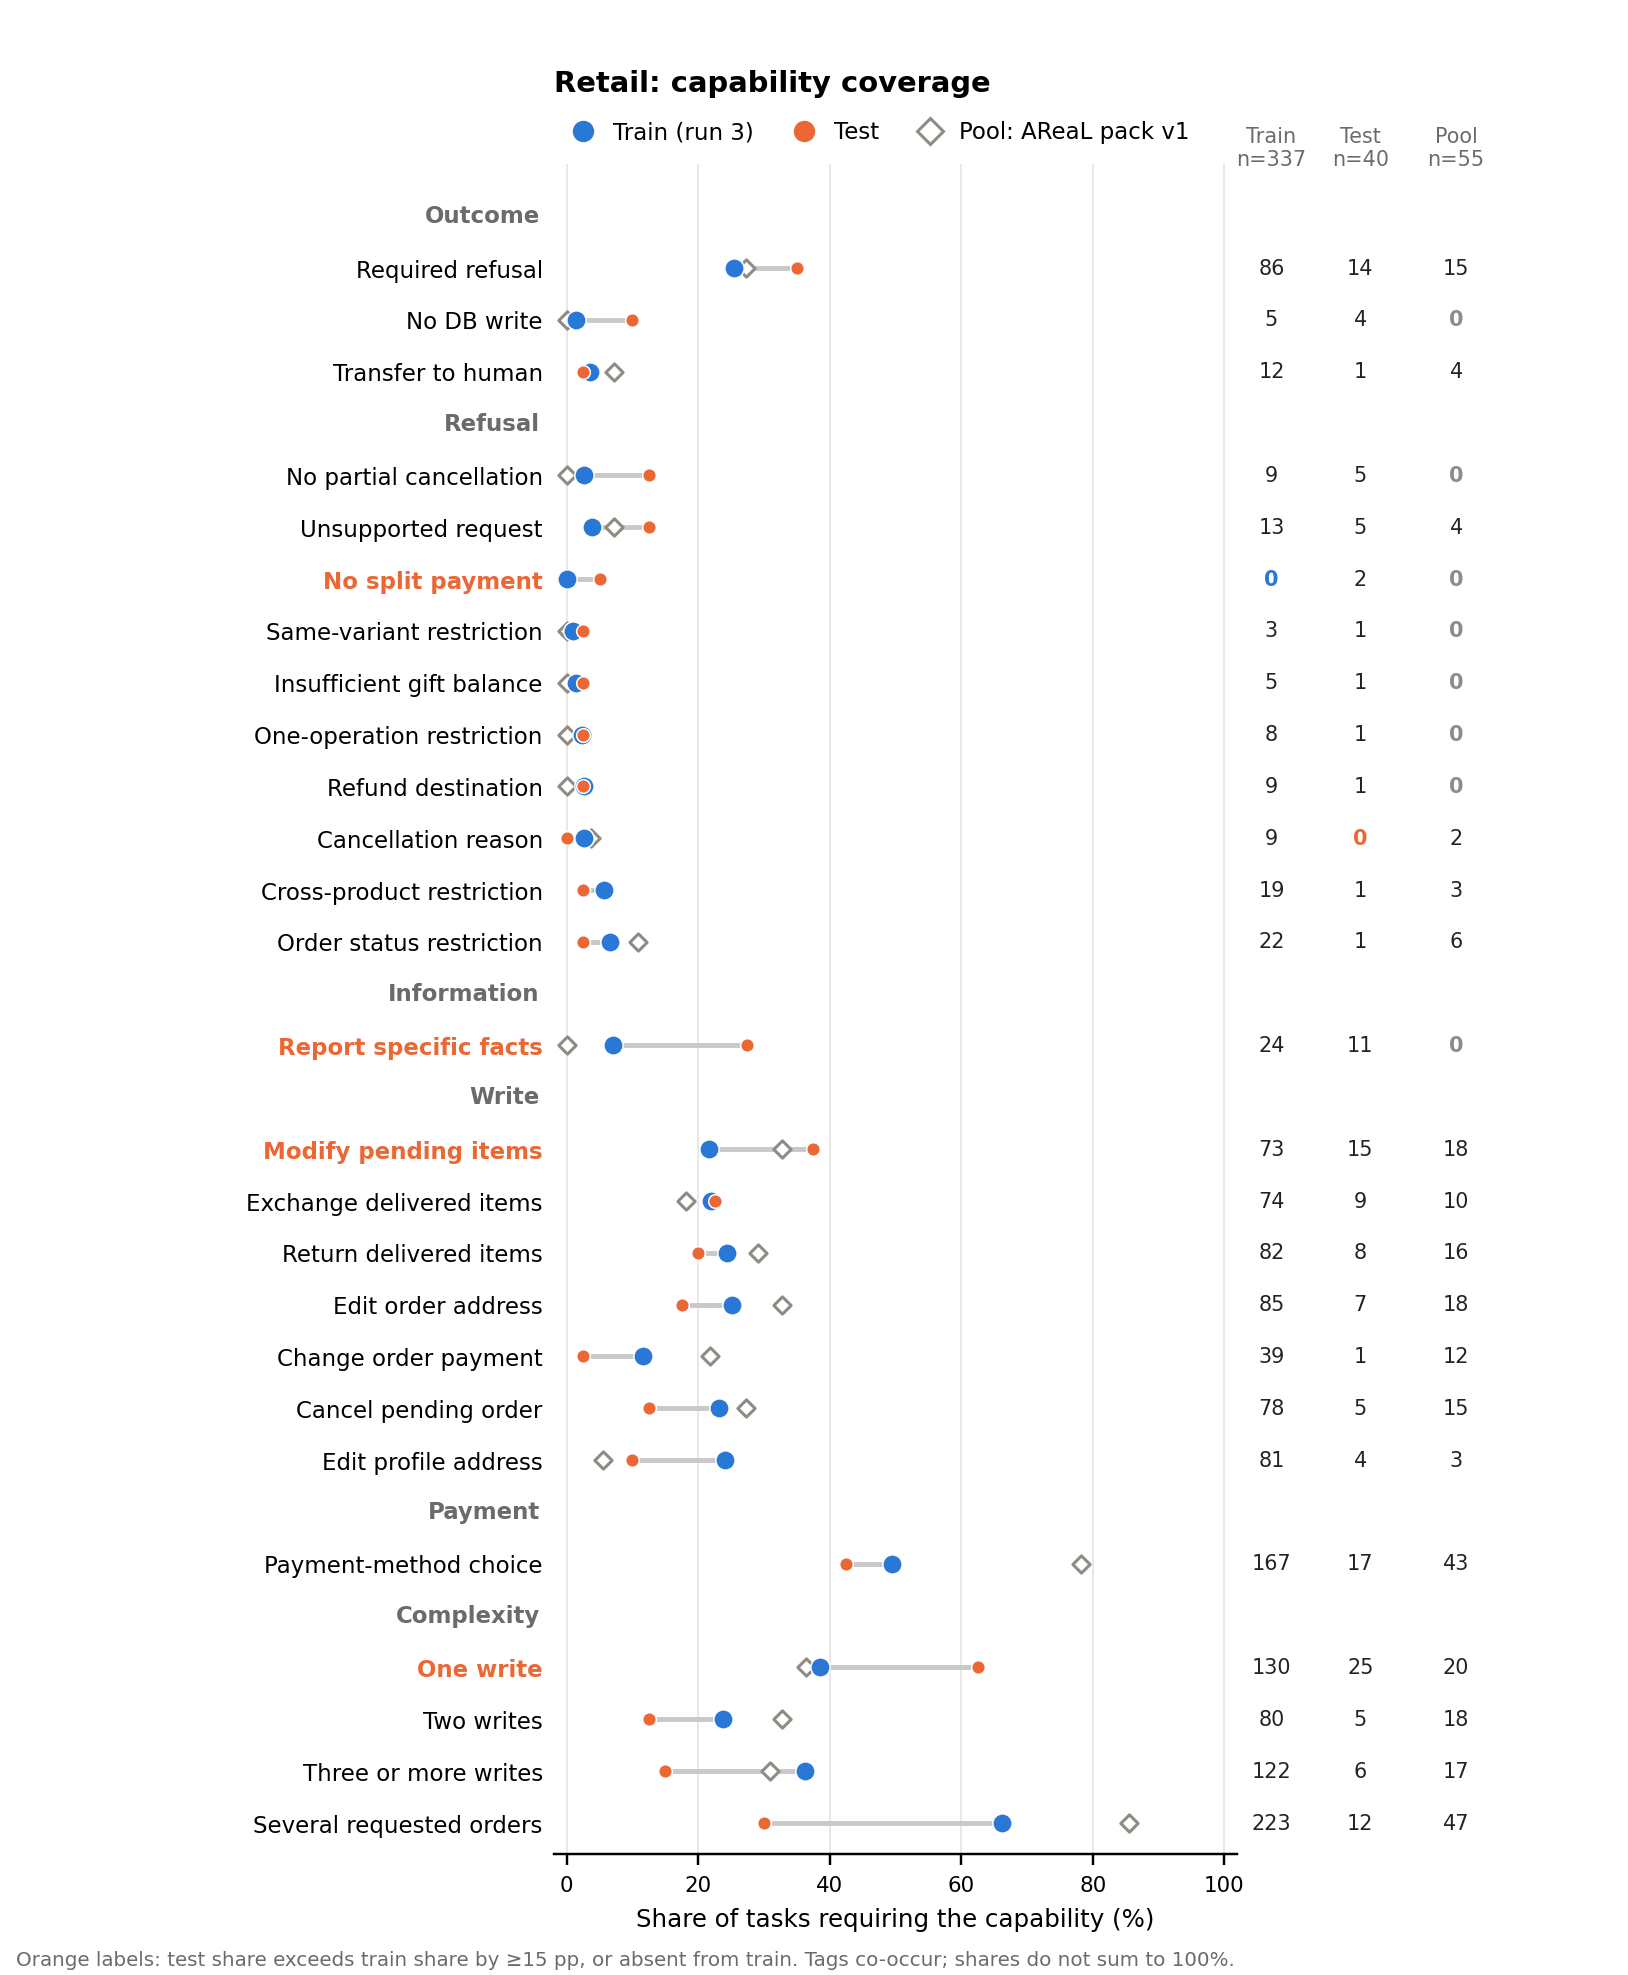 Retail: capability coverage
Train (run 3) Test Pool: AReaL pack v1
Train Test Pool
n=337 n=40 n=55
Outcome
Required refusal 86 14 15
No DB write 5 4 0
Transfer to human 12 1 4
Refusal
No partial cancellation 9 5 0
Unsupported request 13 5 4
No split payment 0 2 0
Same-variant restriction 3 1 0
Insufficient gift balance 5 1 0
One-operation restriction 8 1 0
Refund destination 9 1 0
Cancellation reason 9 0 2
Cross-product restriction 19 1 3
Order status restriction 22 1 6
Information
Report specific facts 24 11 0
Write
Modify pending items 73 15 18
Exchange delivered items 74 9 10
Return delivered items 82 8 16
Edit order address 85 7 18
Change order payment 39 1 12
Cancel pending order 78 5 15
Edit profile address 81 4 3
Payment
Payment-method choice 167 17 43
Complexity
One write 130 25 20
Two writes 80 5 18
Three or more writes 122 6 17
Several requested orders 223 12 47
0 20 40 60 80 100
Share of tasks requiring the capability (%)
Orange labels: test share exceeds train share by ≥15 pp, or absent from train. Tags co-occur; shares do not sum to 100%.